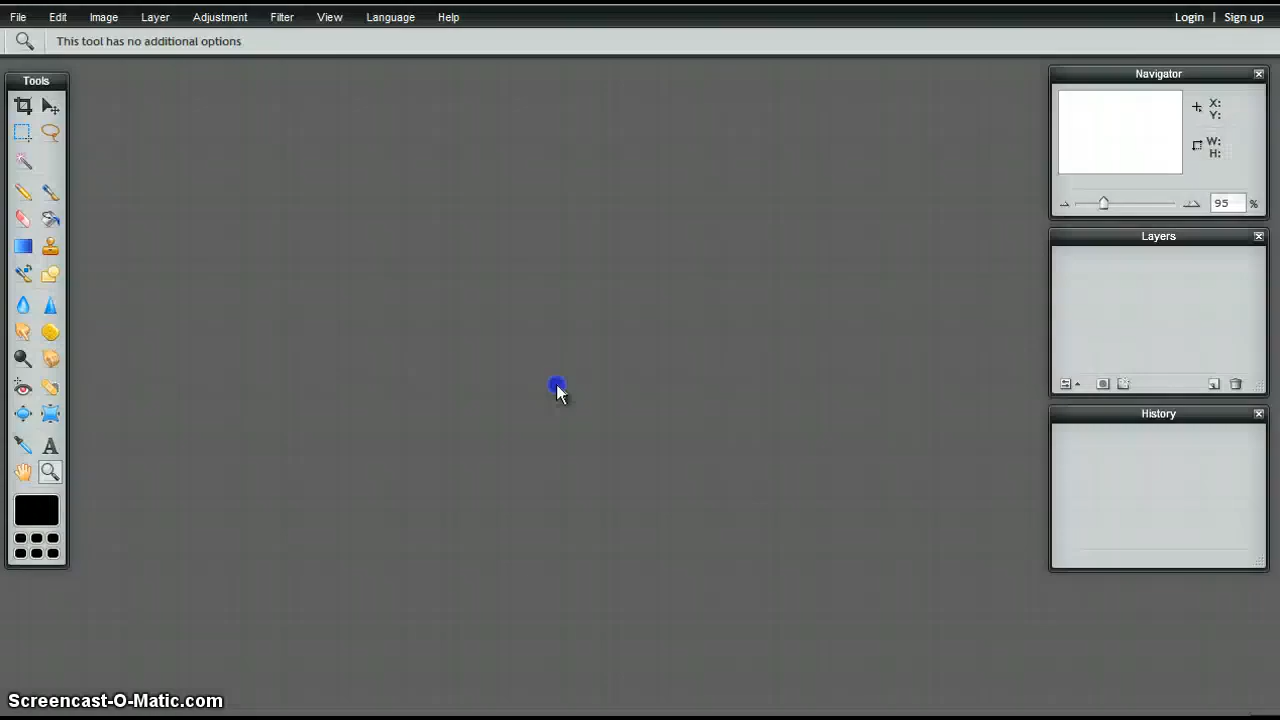 File Edit Image Layer Adjustment Filter View Language Help Login | Sign up
This tool has no additional options
Tools
Navigator
X:
Y:
W:
H:
95 %
Layers
History
A
Screencast-O-Matic.com